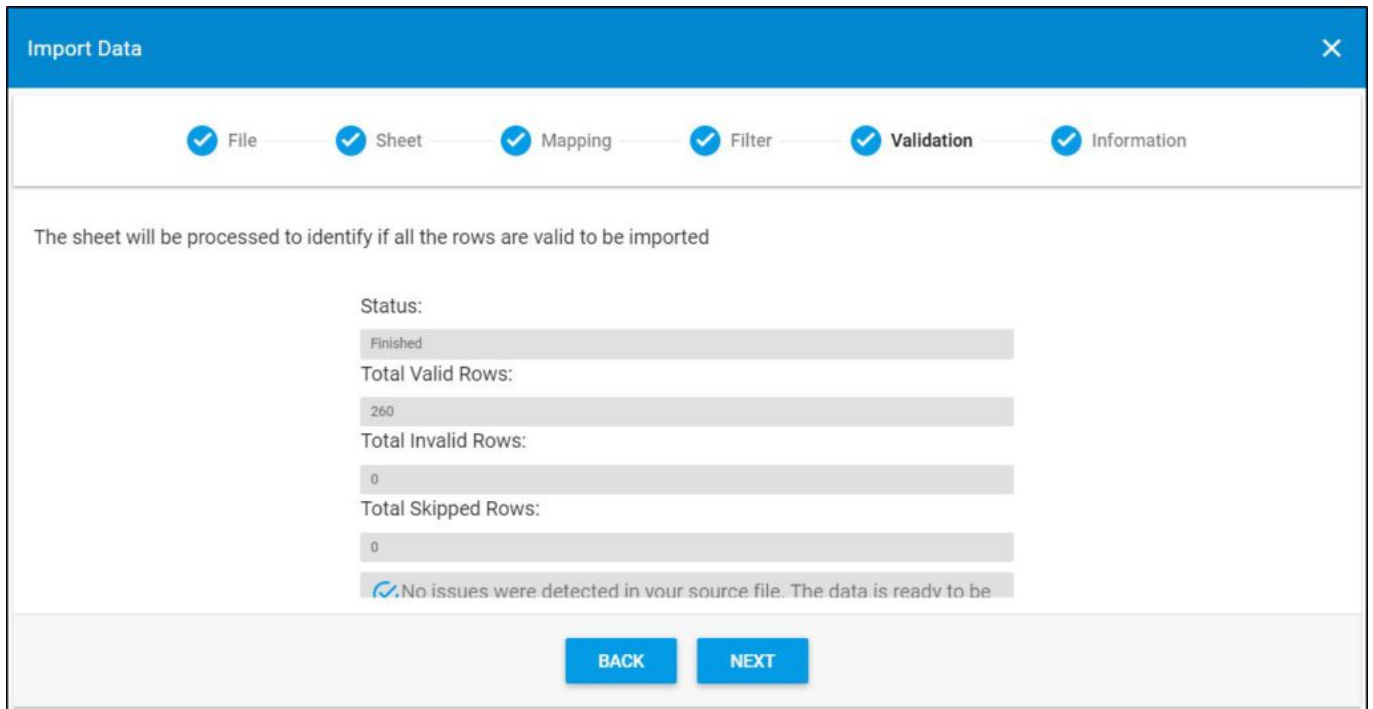 Import Data
File
Sheet
Mapping
Filter
Validation
Information
The sheet will be processed to identify if all the rows are valid to be imported
Status:
Finished
Total Valid Rows:
260
Total Invalid Rows:
0
Total Skipped Rows:
0
No issues were detected in your source file. The data is ready to be
BACK
NEXT